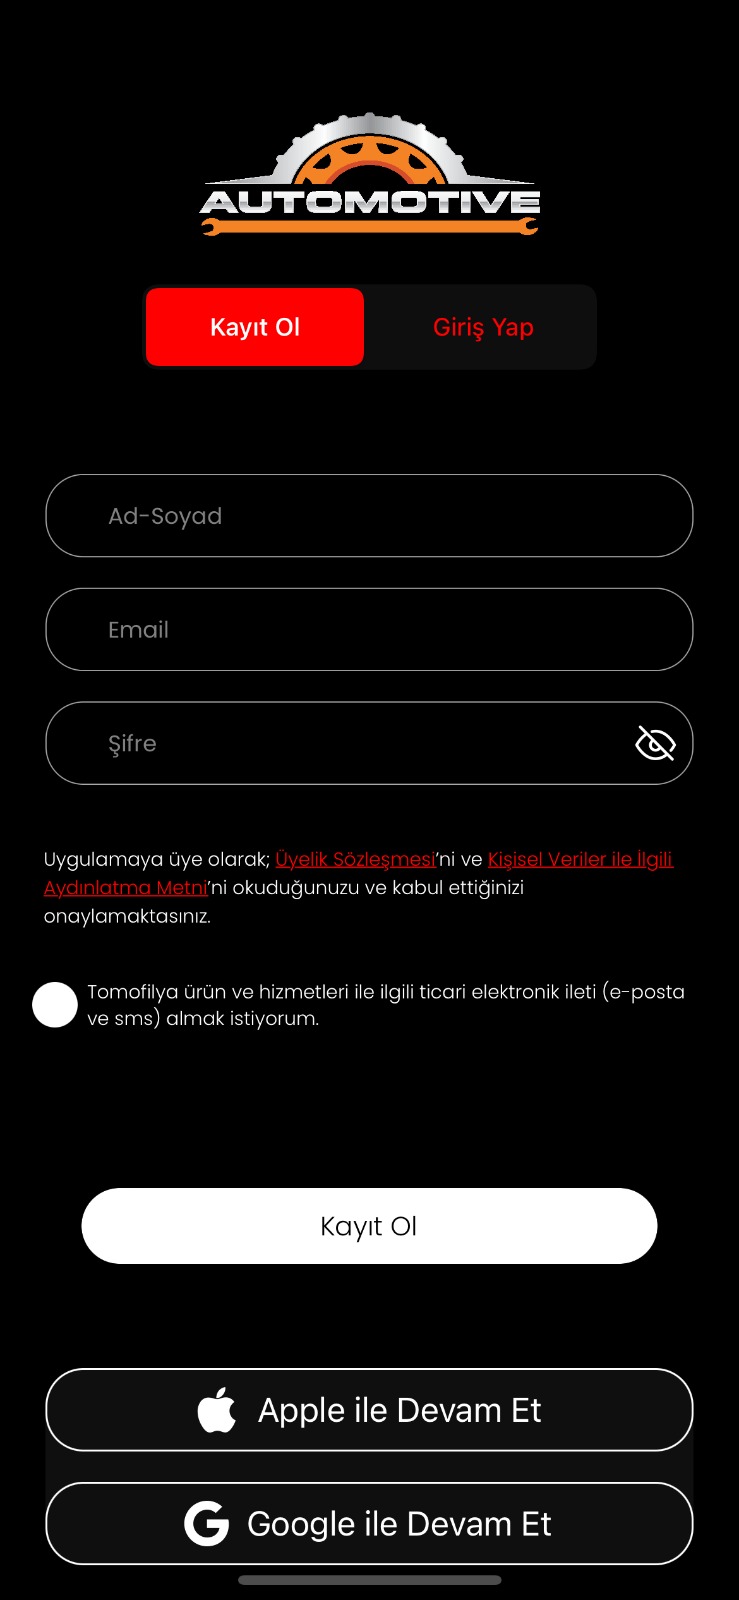 AUTOMOTIVE
Kayıt Ol
Giriş Yap
Ad-Soyad
Email
Şifre
Uygulamaya üye olarak; Üyelik Sözleşmesi'ni ve Kişisel Veriler ile İlgili
Aydınlatma Metni'ni okuduğunuzu ve kabul ettiğinizi
onaylamaktasınız.
Tomofilya ürün ve hizmetleri ile ilgili ticari elektronik ileti (e-posta
ve sms) almak istiyorum.
Kayıt Ol
Apple ile Devam Et
Google ile Devam Et